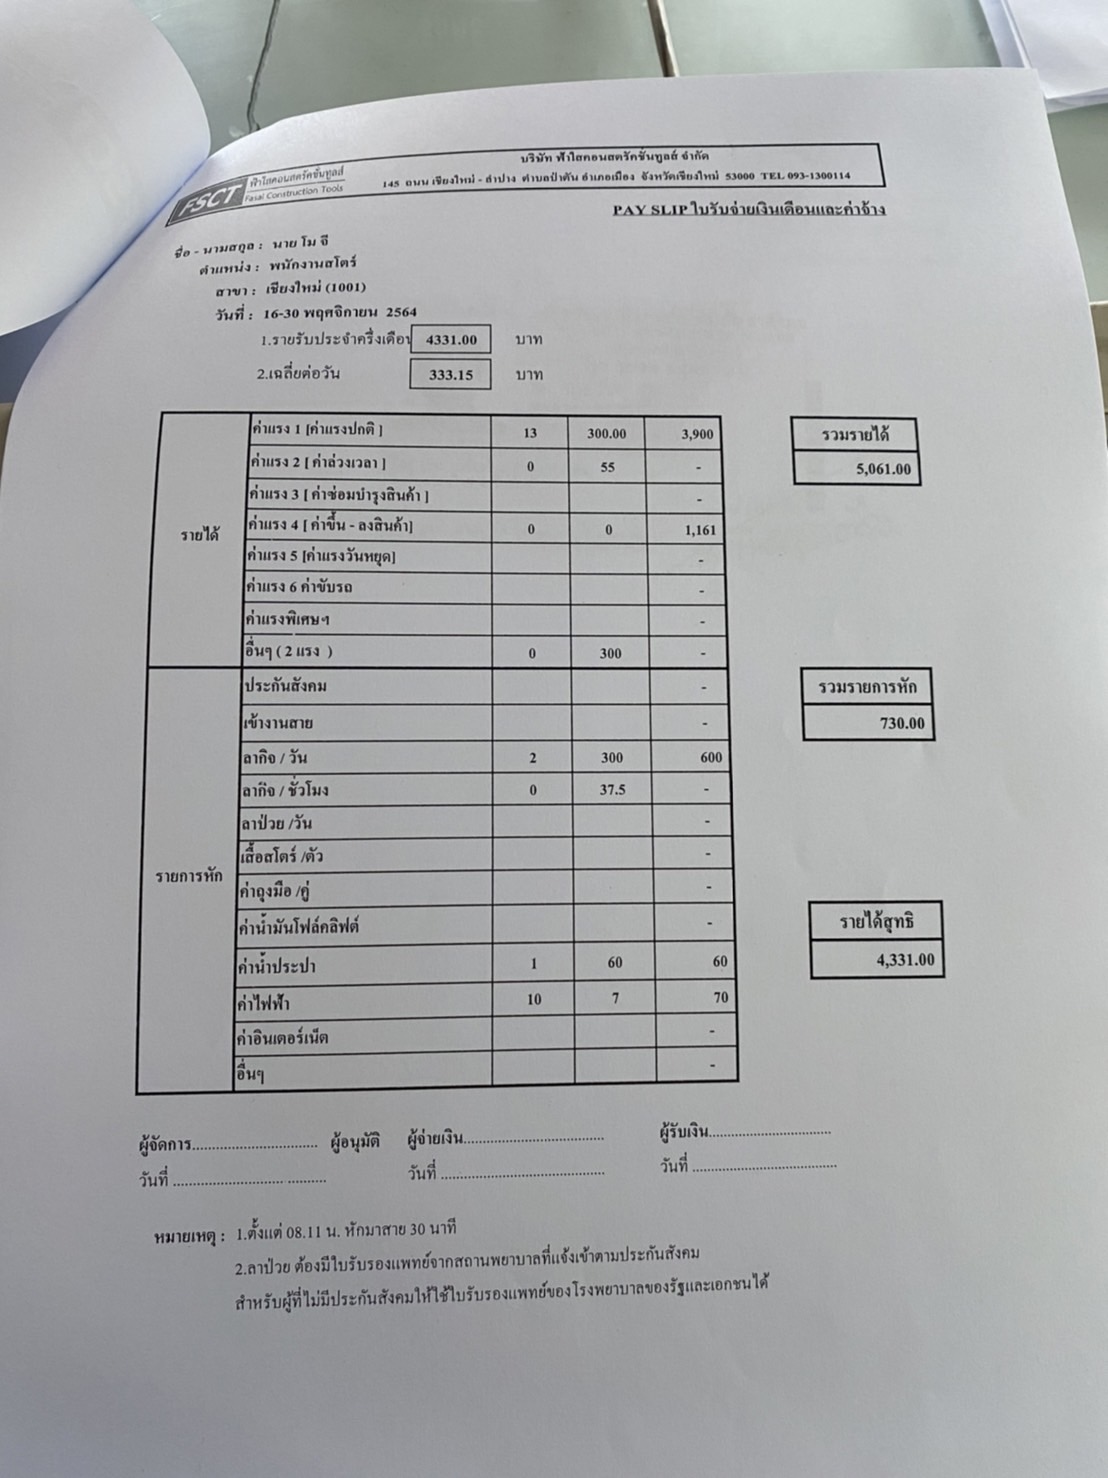 FSCT ฟ้าใสคอนสตรัคชั่นทูลส์
Fasai Construction Tools
บริษัท ฟ้าใสคอนสตรัคชั่นทูลส์ จำกัด
145 ถนน เชียงใหม่ - ลำปาง ตำบลป่าตัน อำเภอเมือง จังหวัดเชียงใหม่ 53000 TEL 093-1300114
PAY SLIP ใบรับจ่ายเงินเดือนและค่าจ้าง
ชื่อ - นามสกุล : นาย โม จี
ตำแหน่ง : พนักงานสโตร์
สาขา : เชียงใหม่ (1001)
วันที่ : 16-30 พฤศจิกายน 2564
1.รายรับประจำครึ่งเดือน 4331.00 บาท
2.เฉลี่ยต่อวัน 333.15 บาท
รายได้
ค่าแรง 1 [ค่าแรงปกติ ] 13 300.00 3,900
ค่าแรง 2 [ ค่าล่วงเวลา ] 0 55 -
ค่าแรง 3 [ ค่าซ่อมบำรุงสินค้า ] -
ค่าแรง 4 [ ค่าขึ้น - ลงสินค้า] 0 0 1,161
ค่าแรง 5 [ค่าแรงวันหยุด] -
ค่าแรง 6 ค่าขับรถ -
ค่าแรงพิเศษฯ -
อื่นๆ ( 2 แรง ) 0 300 -
รวมรายได้
5,061.00
รายการหัก
ประกันสังคม -
เข้างานสาย -
ลากิจ / วัน 2 300 600
ลากิจ / ชั่วโมง 0 37.5 -
ลาป่วย /วัน -
เสื้อสโตร์ /ตัว -
ค่าถุงมือ /คู่ -
ค่าน้ำมันโฟล์คลิฟต์ -
ค่าน้ำประปา 1 60 60
ค่าไฟฟ้า 10 7 70
ค่าอินเตอร์เน็ต -
อื่นๆ -
รวมรายการหัก
730.00
รายได้สุทธิ
4,331.00
ผู้จัดการ................................ ผู้อนุมัติ ผู้จ่ายเงิน.................................... ผู้รับเงิน...............................
วันที่ ............................ .......... วันที่ .......................................... วันที่ .....................................
หมายเหตุ : 1.ตั้งแต่ 08.11 น. หักมาสาย 30 นาที
2.ลาป่วย ต้องมีใบรับรองแพทย์จากสถานพยาบาลที่แจ้งเข้าตามประกันสังคม
สำหรับผู้ที่ไม่มีประกันสังคมให้ใช้ใบรับรองแพทย์ของโรงพยาบาลของรัฐและเอกชนได้